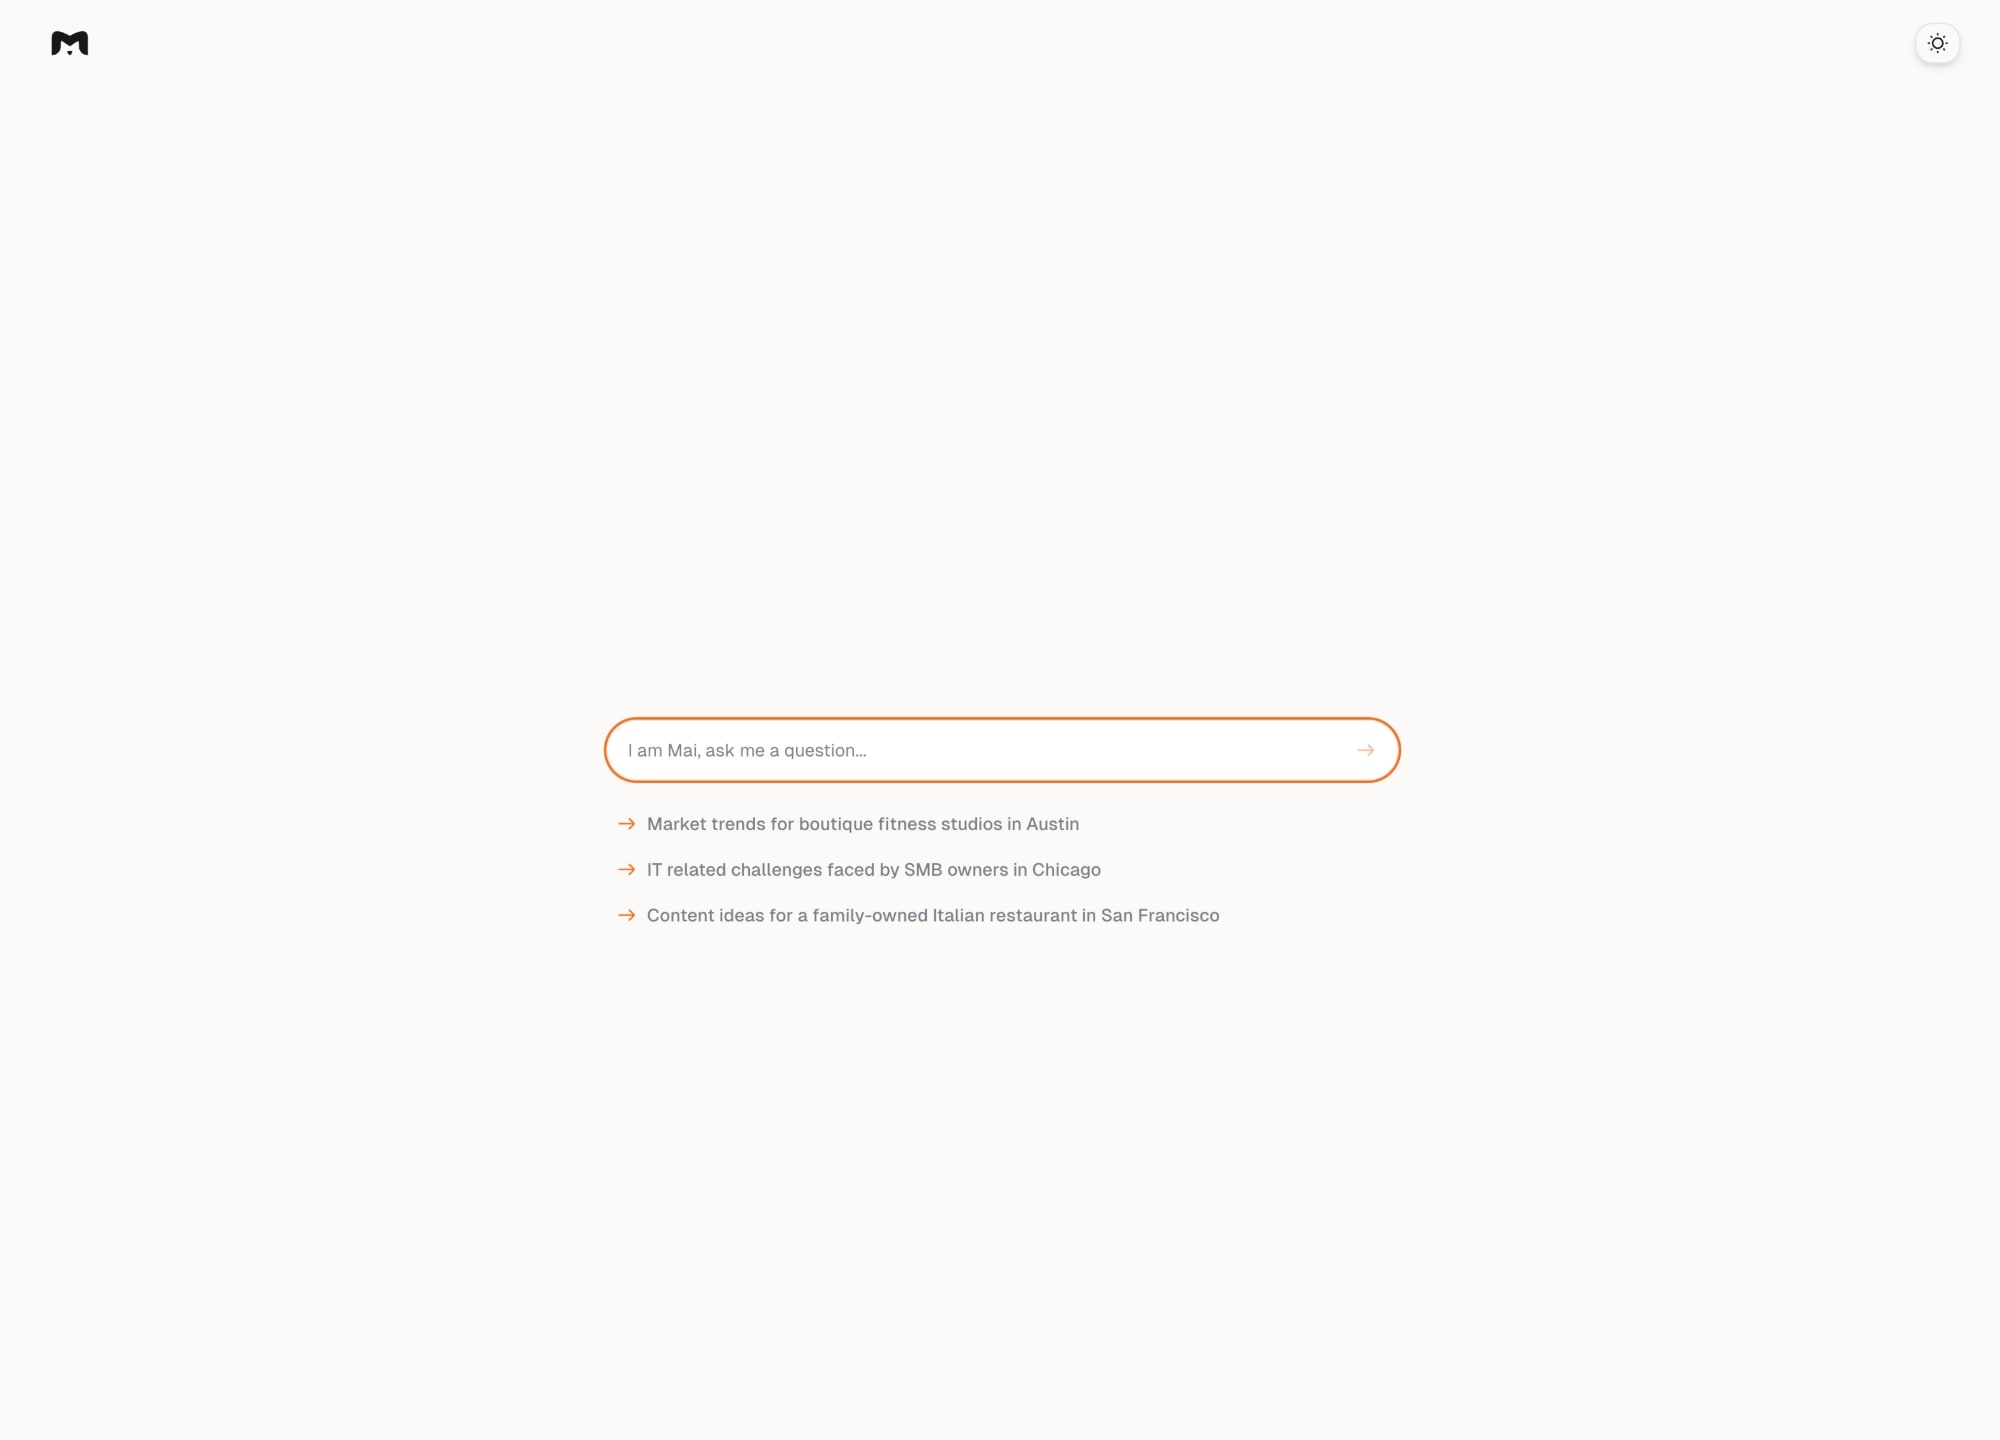 I am Mai, ask me a question...
Market trends for boutique fitness studios in Austin
IT related challenges faced by SMB owners in Chicago
Content ideas for a family-owned Italian restaurant in San Francisco